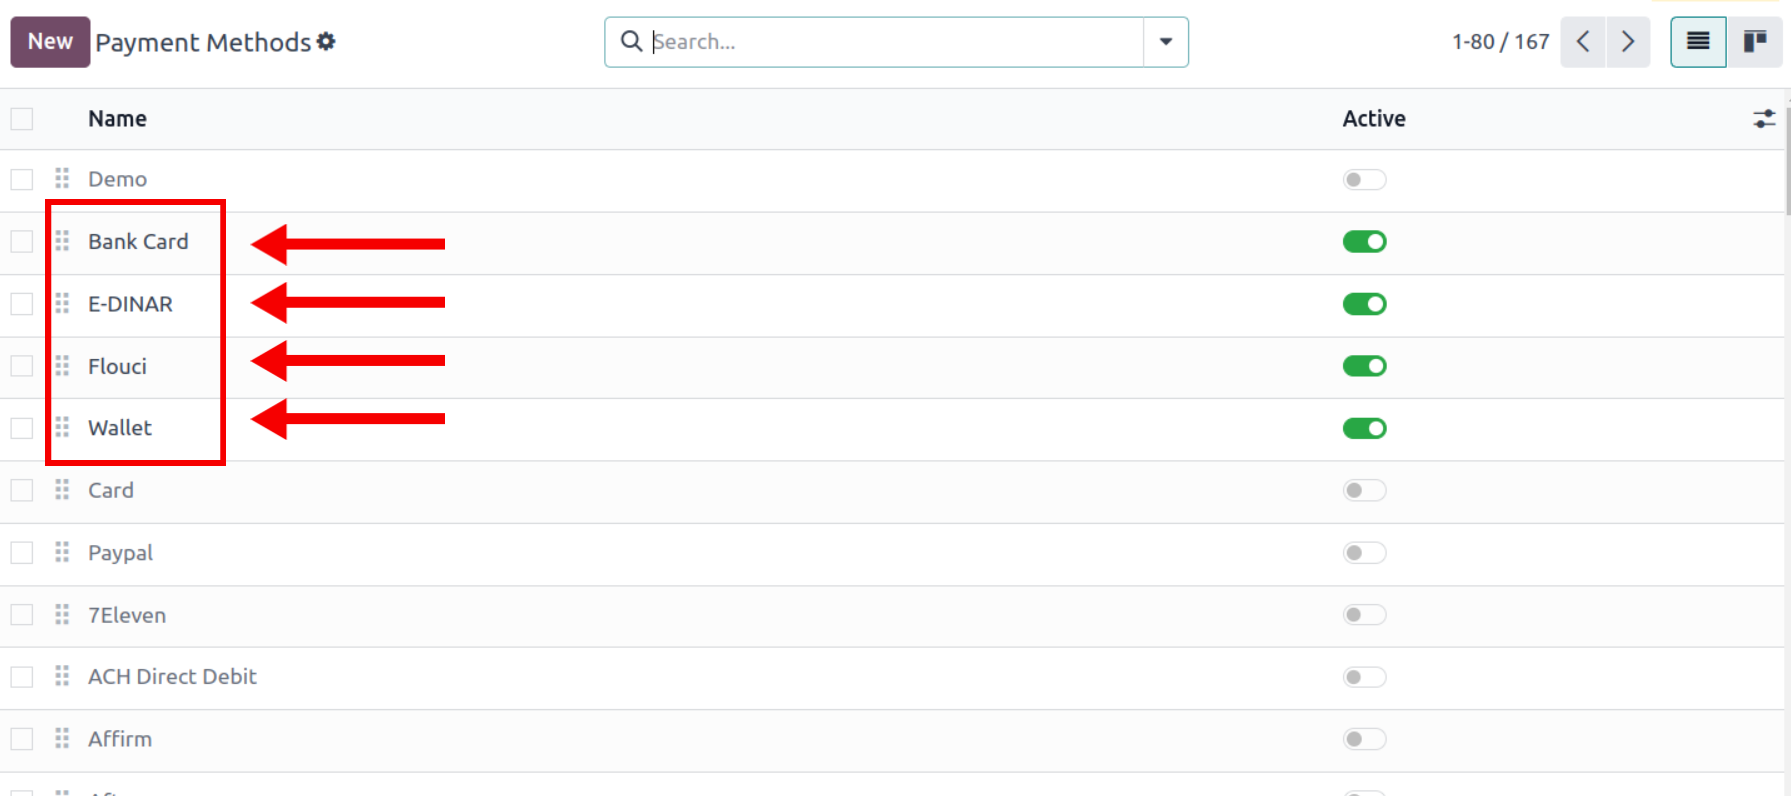 New Payment Methods Search... 1-80 / 167
Name Active
Demo
Bank Card
E-DINAR
Flouci
Wallet
Card
Paypal
7Eleven
ACH Direct Debit
Affirm